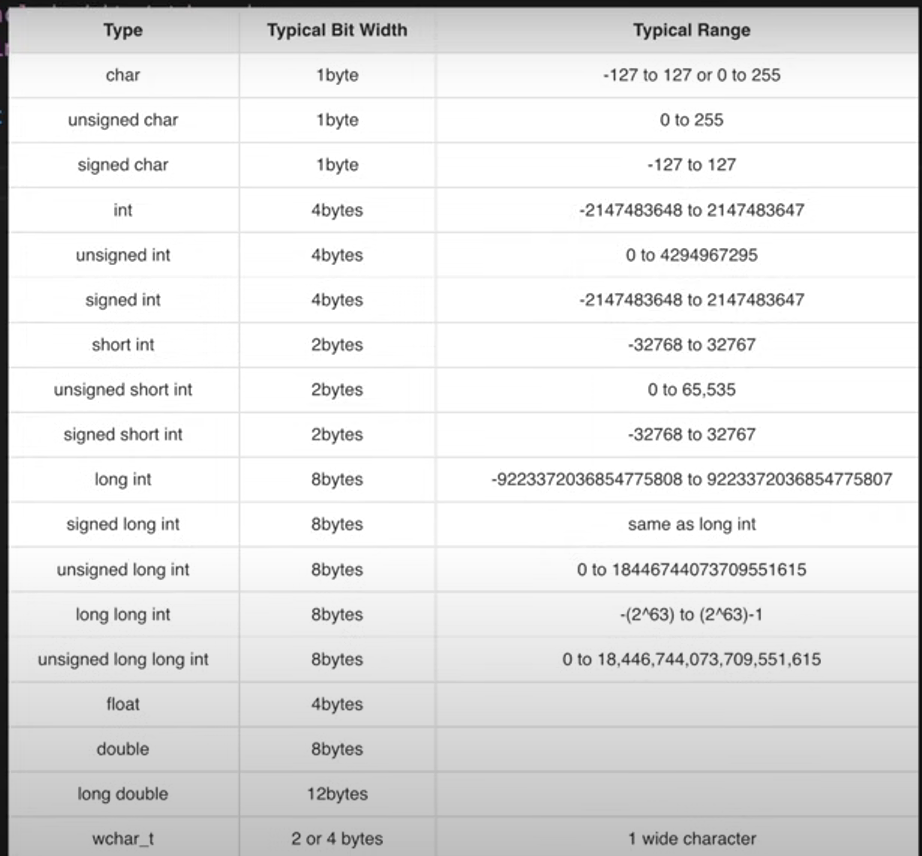 Type Typical Bit Width Typical Range
char 1byte -127 to 127 or 0 to 255
unsigned char 1byte 0 to 255
signed char 1byte -127 to 127
int 4bytes -2147483648 to 2147483647
unsigned int 4bytes 0 to 4294967295
signed int 4bytes -2147483648 to 2147483647
short int 2bytes -32768 to 32767
unsigned short int 2bytes 0 to 65,535
signed short int 2bytes -32768 to 32767
long int 8bytes -9223372036854775808 to 9223372036854775807
signed long int 8bytes same as long int
unsigned long int 8bytes 0 to 18446744073709551615
long long int 8bytes -(2^63) to (2^63)-1
unsigned long long int 8bytes 0 to 18,446,744,073,709,551,615
float 4bytes
double 8bytes
long double 12bytes
wchar_t 2 or 4 bytes 1 wide character